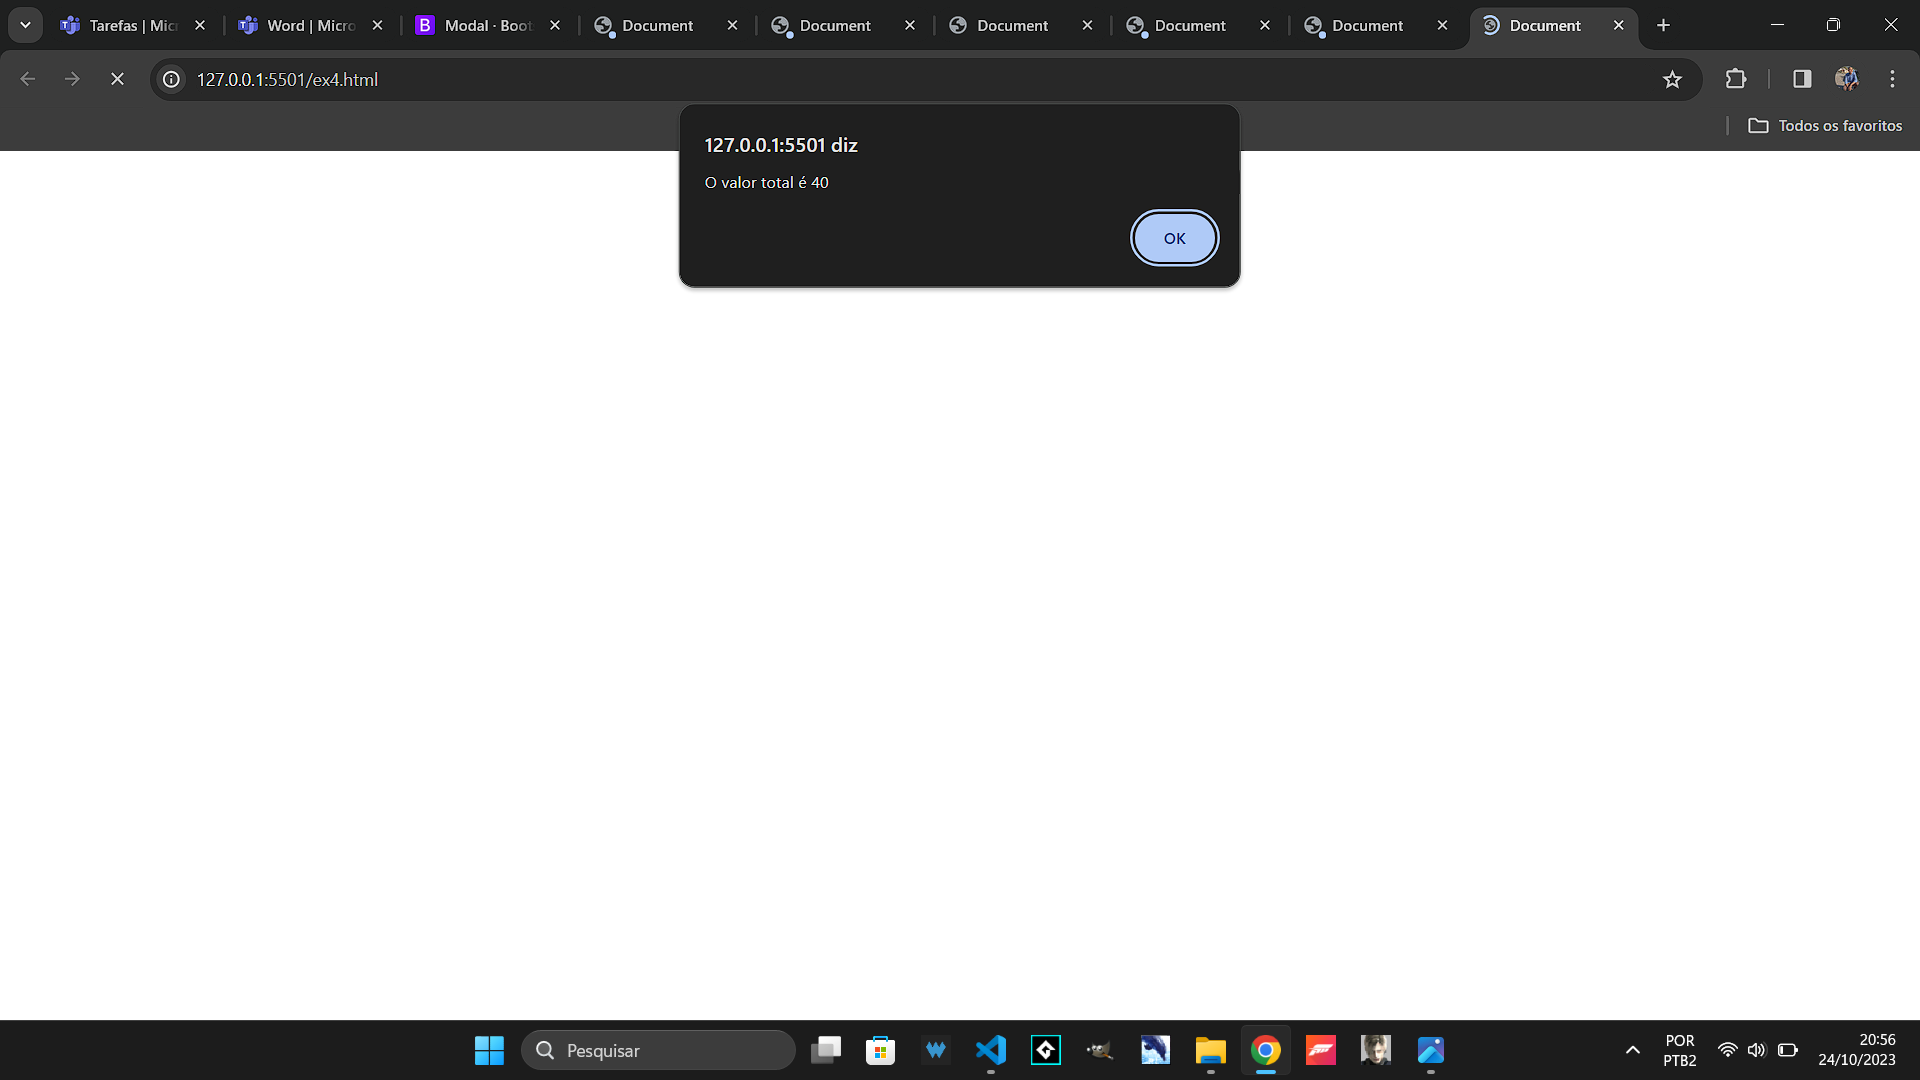 Tarefas | Mic
Word | Micro
Modal · Boot
Document
Document
Document
Document
Document
Document
127.0.0.1:5501/ex4.html
Todos os favoritos
127.0.0.1:5501 diz
O valor total é 40
OK
Pesquisar
POR
PTB2
20:56
24/10/2023